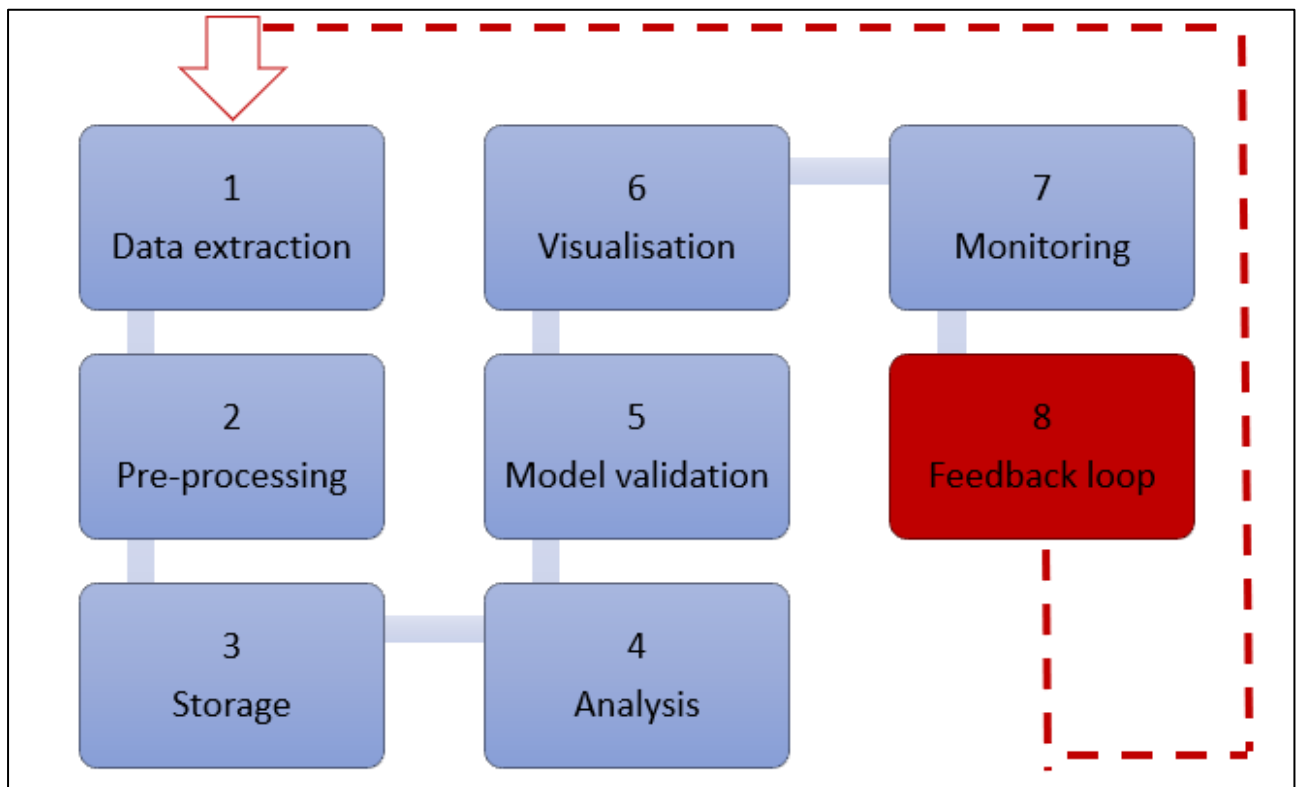 1
Data extraction
2
Pre-processing
3
Storage
4
Analysis
5
Model validation
6
Visualisation
7
Monitoring
8
Feedback loop